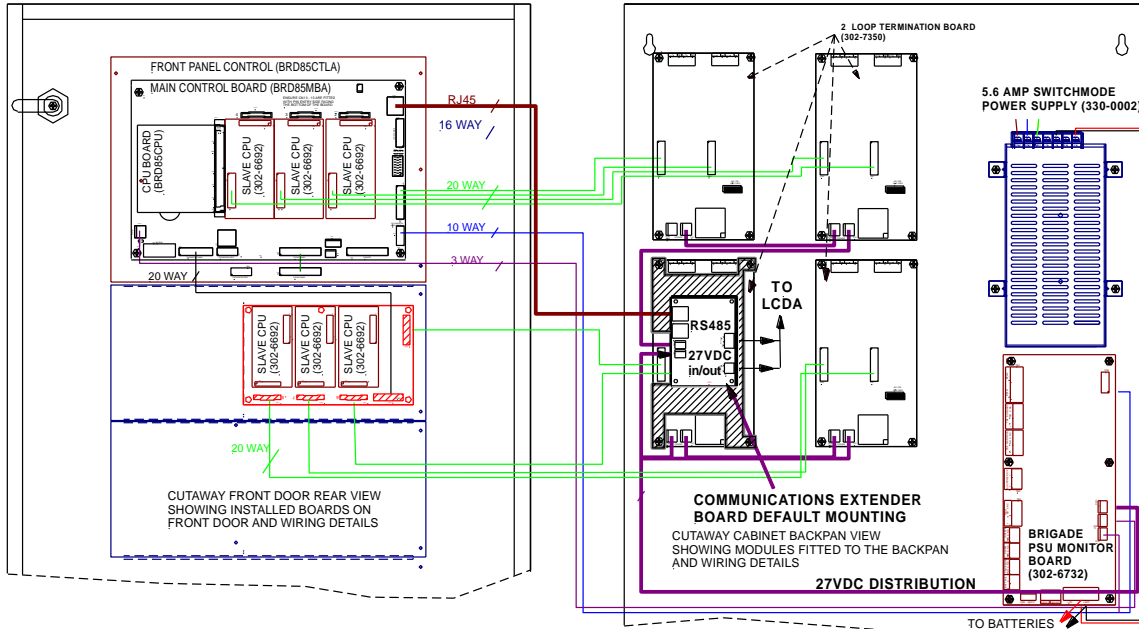 FRONT PANEL CONTROL (BRD85CTLA)
MAIN CONTROL BOARD (BRD85MBA)
CPU BOARD
(BRD85CPU)
SLAVE CPU
(302-6692)
SLAVE CPU
(302-6692)
SLAVE CPU
(302-6692)
RJ45
16 WAY
20 WAY
10 WAY
3 WAY
20 WAY
SLAVE CPU
(302-6692)
SLAVE CPU
(302-6692)
SLAVE CPU
(302-6692)
20 WAY
CUTAWAY FRONT DOOR REAR VIEW
SHOWING INSTALLED BOARDS ON
FRONT DOOR AND WIRING DETAILS
2 LOOP TERMINATION BOARD
(302-7350)
5.6 AMP SWITCHMODE
POWER SUPPLY (330-0002)
TO
LCDA
RS485
27VDC
in/out
COMMUNICATIONS EXTENDER
BOARD DEFAULT MOUNTING
CUTAWAY CABINET BACKPAN VIEW
SHOWING MODULES FITTED TO THE BACKPAN
AND WIRING DETAILS
27VDC DISTRIBUTION
BRIGADE
PSU MONITOR
BOARD
(302-6732)
TO BATTERIES